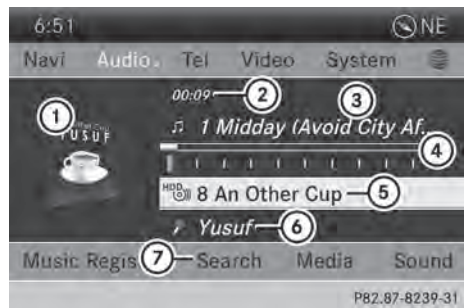 6:51 NE
Navi Audio Tel Video System
1 2 3
00:09
YUSUF
1 Midday (Avoid City Af...
4
HDD 8 An Other Cup 5
Yusuf 6
Music Regis 7 Search Media Sound
P82.87-8239-31